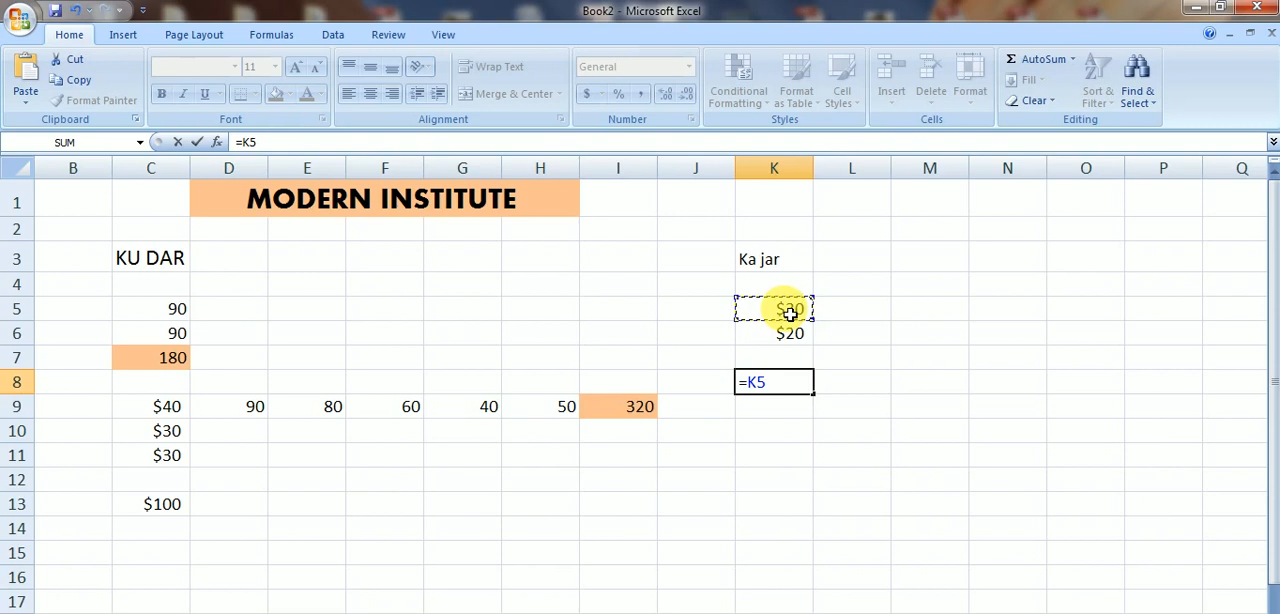 Book2 - Microsoft Excel
Home Insert Page Layout Formulas Data Review View
Paste Cut Copy Format Painter Clipboard
B I U 11 A A A Font
Wrap Text Merge & Center Alignment
General $ % , .0 .00 .00 .0 Number
Conditional Formatting Format as Table Cell Styles Styles
Insert Delete Format Cells
Σ AutoSum Fill Clear Sort & Filter Find & Select Editing
SUM fx =K5
B C D E F G H I J K L M N O P Q
1 MODERN INSTITUTE
2
3 KU DAR Ka jar
4
5 90
6 90 $20
7 180
8 =K5
9 $40 90 80 60 40 50 320
10 $30
11 $30
12
13 $100
14
15
16
17